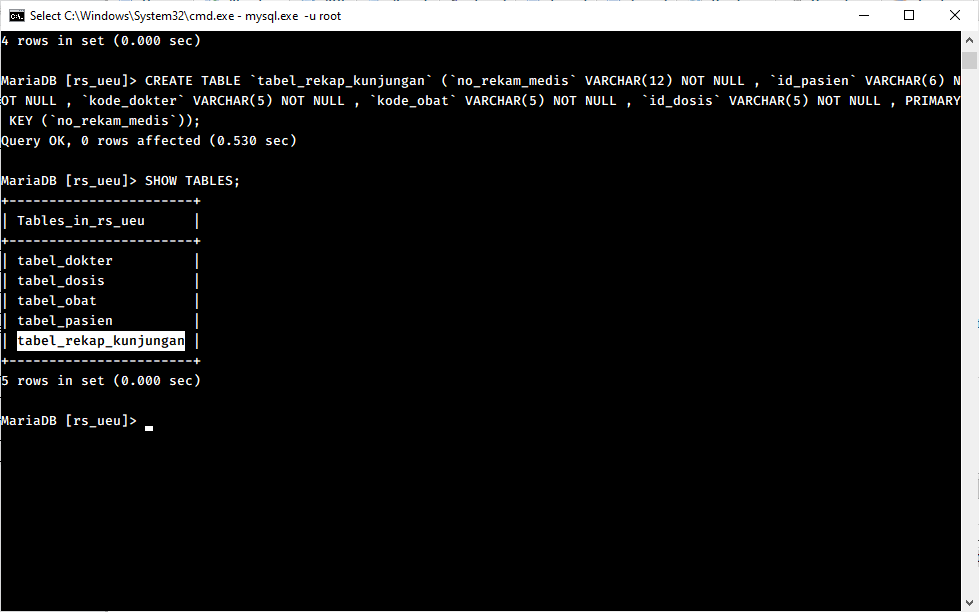 Select C:\Windows\System32\cmd.exe - mysql.exe -u root
4 rows in set (0.000 sec)
MariaDB [rs_ueu]> CREATE TABLE `tabel_rekap_kunjungan` (`no_rekam_medis` VARCHAR(12) NOT NULL , `id_pasien` VARCHAR(6) N
OT NULL , `kode_dokter` VARCHAR(5) NOT NULL , `kode_obat` VARCHAR(5) NOT NULL , `id_dosis` VARCHAR(5) NOT NULL , PRIMARY
 KEY (`no_rekam_medis`));
Query OK, 0 rows affected (0.530 sec)
MariaDB [rs_ueu]> SHOW TABLES;
+-----------------------+
| Tables_in_rs_ueu      |
+-----------------------+
| tabel_dokter          |
| tabel_dosis           |
| tabel_obat            |
| tabel_pasien          |
| tabel_rekap_kunjungan |
+-----------------------+
5 rows in set (0.000 sec)
MariaDB [rs_ueu]>